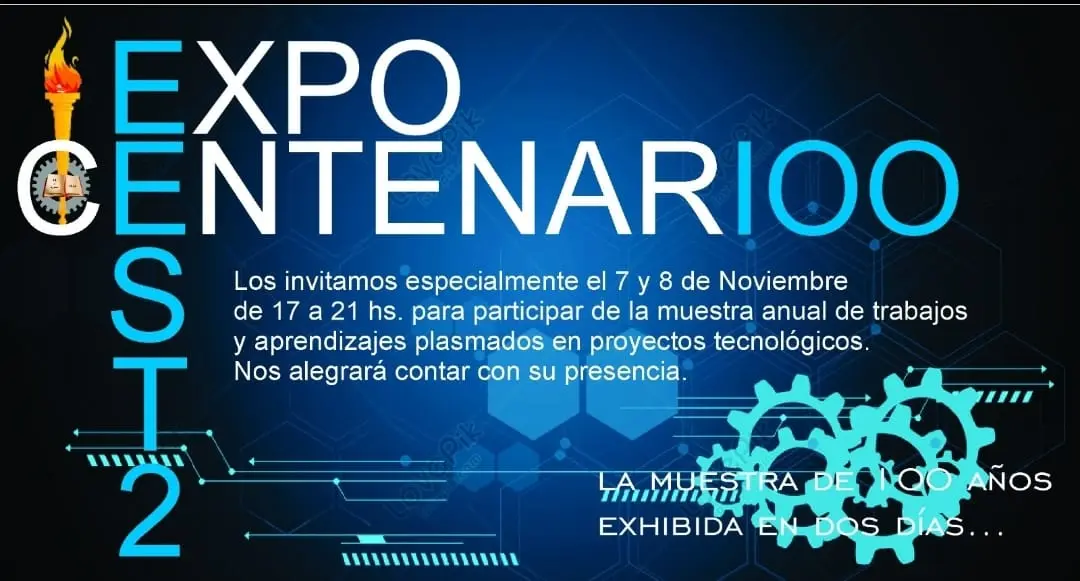 EXPO
CENTENARIOO
EEST2
Los invitamos especialmente el 7 y 8 de Noviembre
de 17 a 21 hs. para participar de la muestra anual de trabajos
y aprendizajes plasmados en proyectos tecnológicos.
Nos alegrará contar con su presencia.
LA MUESTRA DE 100 AÑOS
EXHIBIDA EN DOS DÍAS...